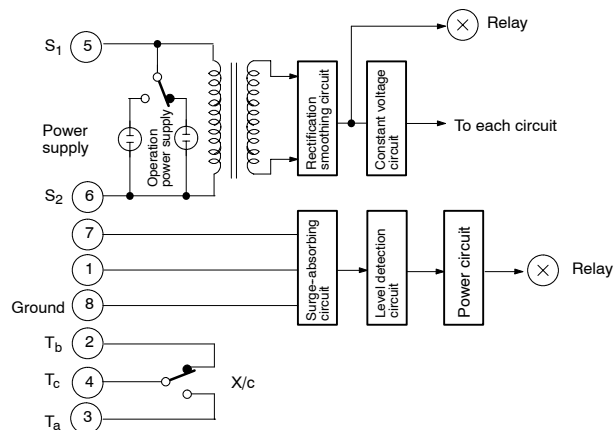 S1 5
Relay
Power supply
Operation power supply
Rectification smoothing circuit
Constant voltage circuit
To each circuit
S2 6
7
1
Ground 8
Surge-absorbing circuit
Level detection circuit
Power circuit
Relay
Tb 2
Tc 4
X/c
Ta 3